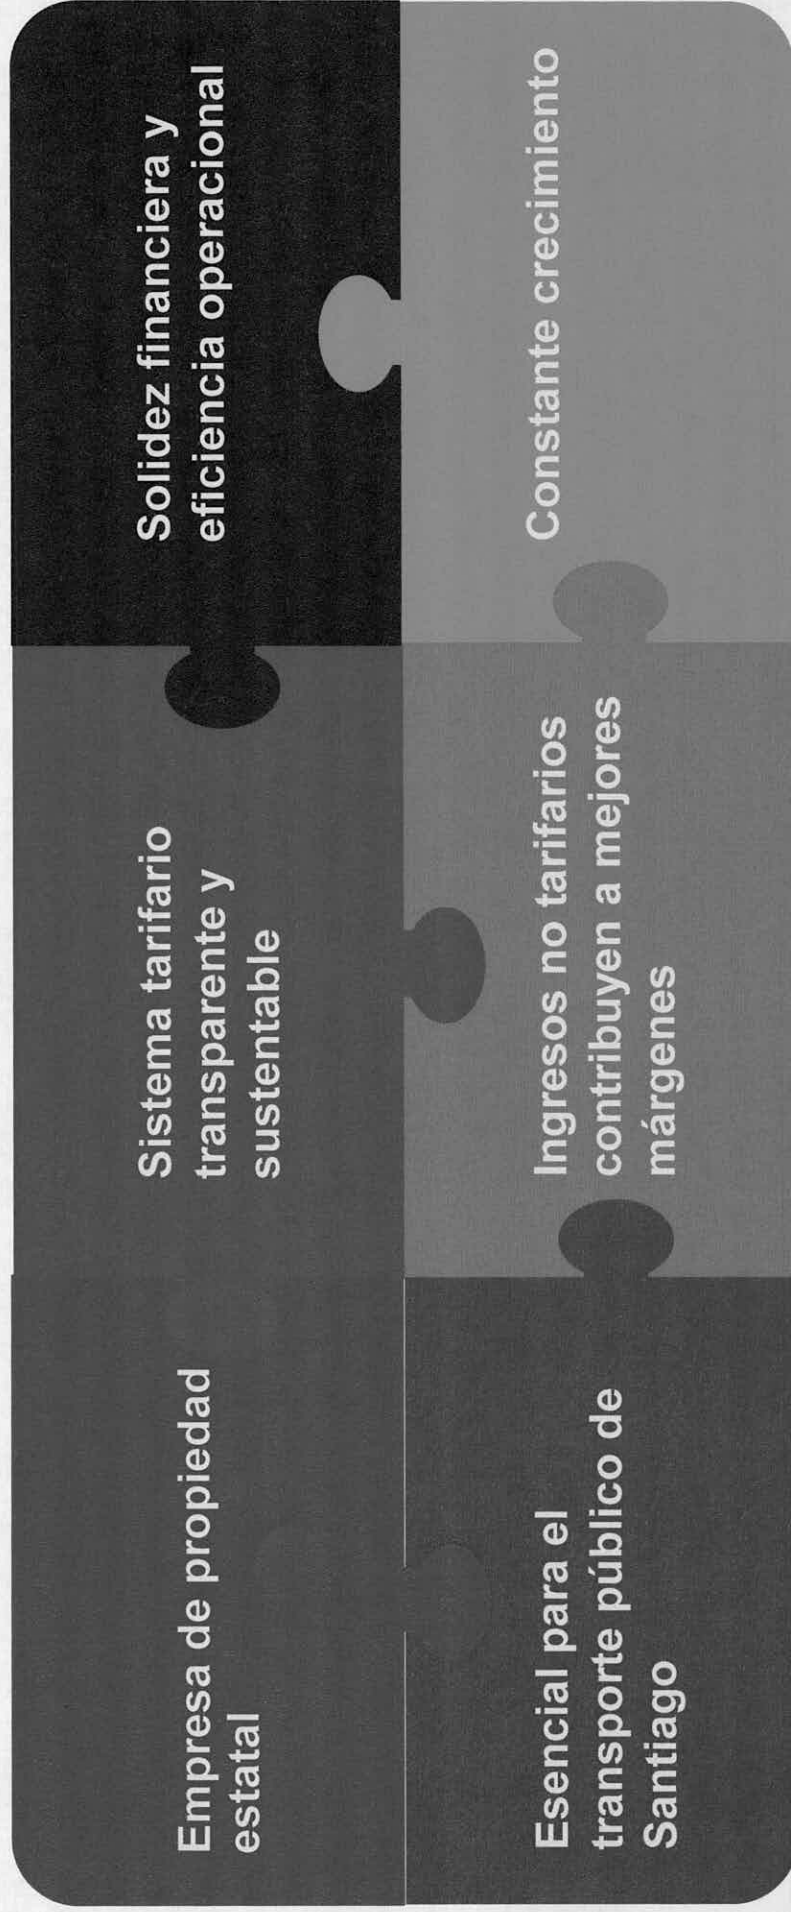 Empresa de propiedad
estatal
Sistema tarifario
transparente y
sustentable
Solidez financiera y
eficiencia operacional
Esencial para el
transporte público de
Santiago
Ingresos no tarifarios
contribuyen a mejores
márgenes
Constante crecimiento